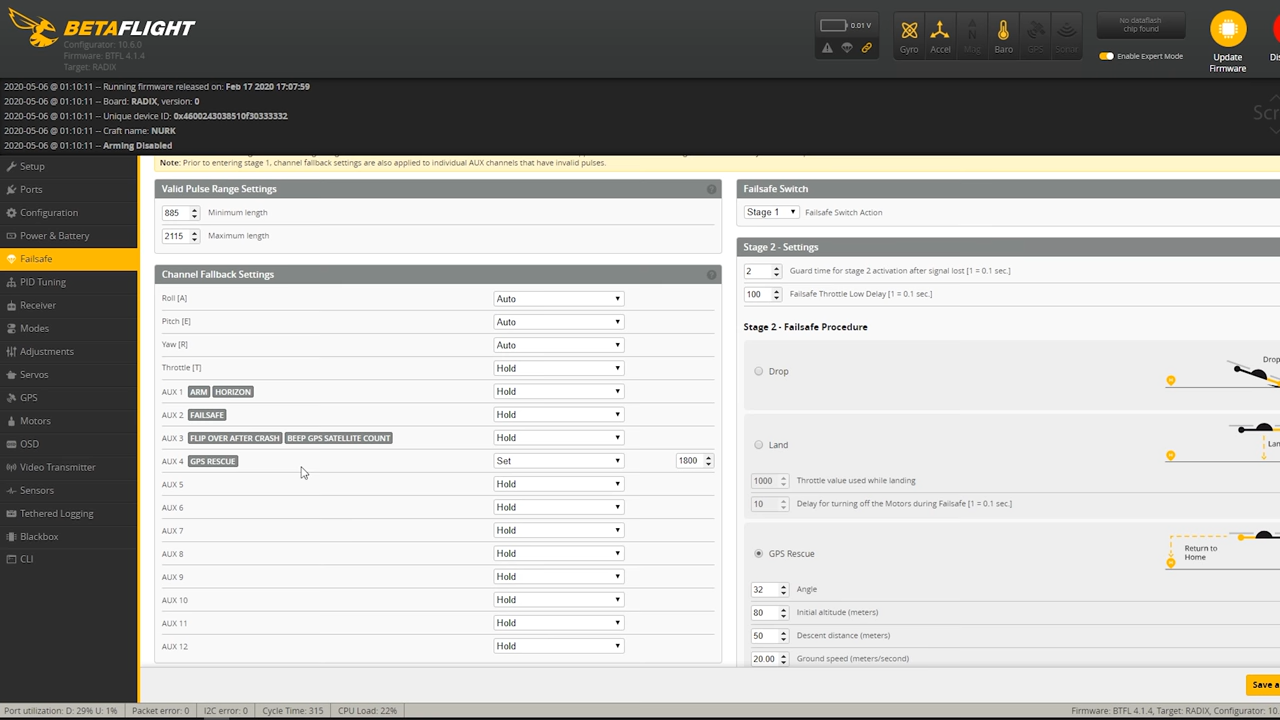 BETAFLIGHT
Configurator: 10.6.0
Firmware: BTFL 4.1.4
Target: RADIX
0.01 V
Gyro
Accel
Mag
Baro
GPS
Sonar
No dataflash
chip found
Enable Expert Mode
Update
Firmware
2020-05-06 @ 01:10:11 -- Running firmware released on: Feb 17 2020 17:07:59
2020-05-06 @ 01:10:11 -- Board: RADIX, version: 0
2020-05-06 @ 01:10:11 -- Unique device ID: 0x4600243038510f30333332
2020-05-06 @ 01:10:11 -- Craft name: NURK
2020-05-06 @ 01:10:11 -- Arming Disabled
Setup
Ports
Configuration
Power & Battery
Failsafe
PID Tuning
Receiver
Modes
Adjustments
Servos
GPS
Motors
OSD
Video Transmitter
Sensors
Tethered Logging
Blackbox
CLI
Note: Prior to entering stage 1, channel fallback settings are also applied to individual AUX channels that have invalid pulses.
Valid Pulse Range Settings
885 Minimum length
2115 Maximum length
Channel Fallback Settings
Roll [A] Auto
Pitch [E] Auto
Yaw [R] Auto
Throttle [T] Hold
AUX 1 ARM HORIZON Hold
AUX 2 FAILSAFE Hold
AUX 3 FLIP OVER AFTER CRASH BEEP GPS SATELLITE COUNT Hold
AUX 4 GPS RESCUE Set 1800
AUX 5 Hold
AUX 6 Hold
AUX 7 Hold
AUX 8 Hold
AUX 9 Hold
AUX 10 Hold
AUX 11 Hold
AUX 12 Hold
Failsafe Switch
Stage 1 Failsafe Switch Action
Stage 2 - Settings
2 Guard time for stage 2 activation after signal lost [1 = 0.1 sec.]
100 Failsafe Throttle Low Delay [1 = 0.1 sec.]
Stage 2 - Failsafe Procedure
Drop
Drop
Land
Lan
1000 Throttle value used while landing
10 Delay for turning off the Motors during Failsafe [1 = 0.1 sec.]
GPS Rescue
Return to
Home
32 Angle
80 Initial altitude (meters)
50 Descent distance (meters)
20.00 Ground speed (meters/second)
Save a
Port utilization: D: 29% U: 1% Packet error: 0 I2C error: 0 Cycle Time: 315 CPU Load: 22%
Firmware: BTFL 4.1.4, Target: RADIX, Configurator: 10.